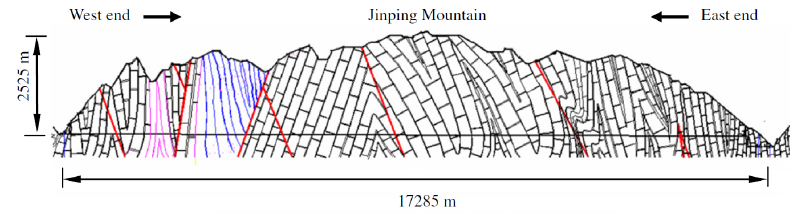 West end
Jinping Mountain
East end
2525 m
17285 m